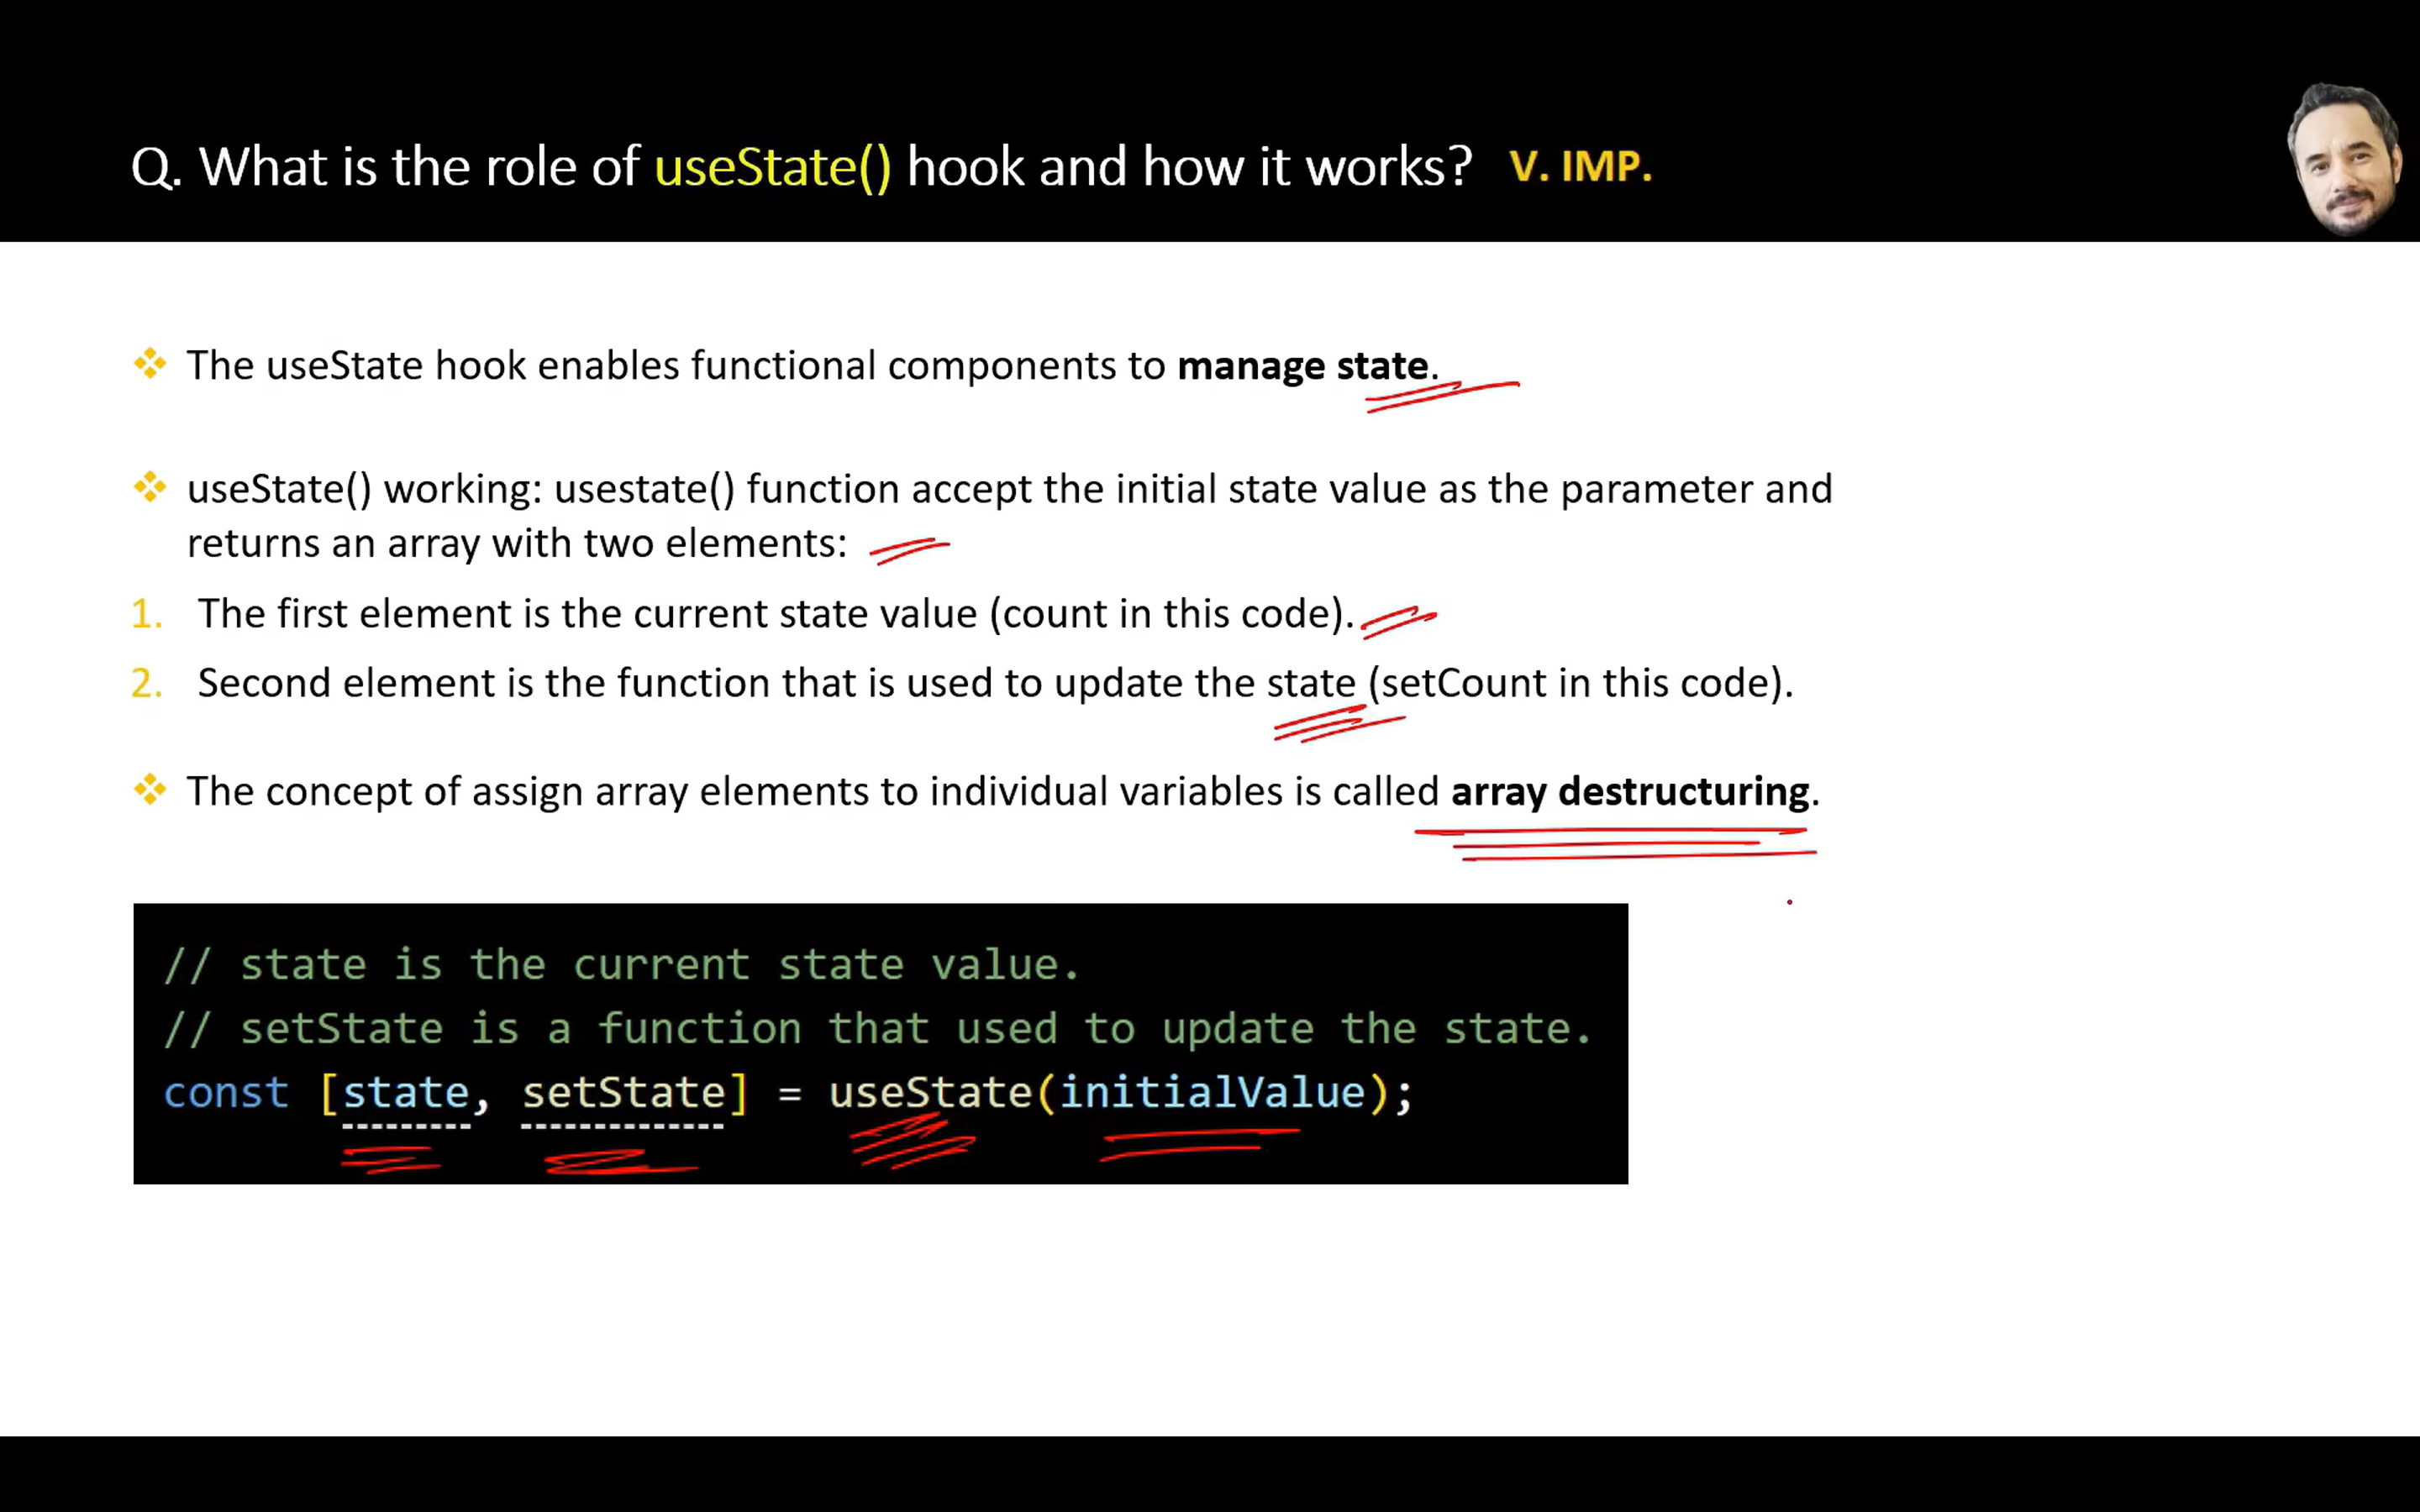 Q. What is the role of useState() hook and how it works? V. IMP.
The useState hook enables functional components to manage state.
useState() working: usestate() function accept the initial state value as the parameter and
returns an array with two elements:
1. The first element is the current state value (count in this code).
2. Second element is the function that is used to update the state (setCount in this code).
The concept of assign array elements to individual variables is called array destructuring.
// state is the current state value.
// setState is a function that used to update the state.
const [state, setState] = useState(initialValue);